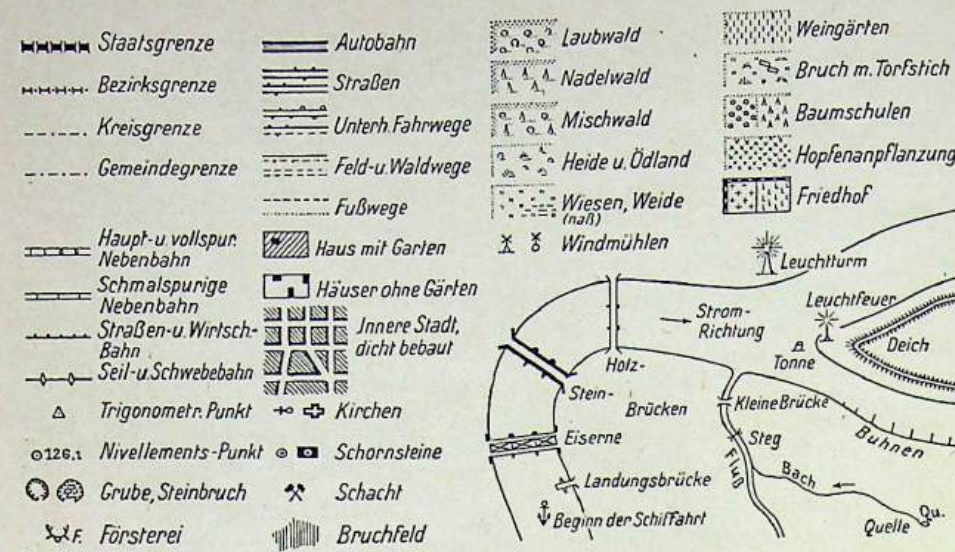 Staatsgrenze
Bezirksgrenze
Kreisgrenze
Gemeindegrenze
Haupt-u. vollspur.
Nebenbahn
Schmalspurige
Nebenbahn
Straßen-u. Wirtsch.-
Bahn
Seil-u. Schwebebahn
Trigonometr. Punkt
126,1 Nivellements-Punkt
Grube, Steinbruch
F. Försterei
Autobahn
Straßen
Unterh. Fahrwege
Feld-u. Waldwege
Fußwege
Haus mit Garten
Häuser ohne Gärten
Jnnere Stadt,
dicht bebaut
Kirchen
Schornsteine
Schacht
Bruchfeld
Laubwald
Nadelwald
Mischwald
Heide u. Ödland
Wiesen, Weide
(naß)
Windmühlen
Weingärten
Bruch m. Torfstich
Baumschulen
Hopfenanpflanzung
Friedhof
Leuchtturm
Leuchtfeuer
Strom-
Richtung
Tonne
Deich
Holz-
Stein-
Brücken
Eiserne
Kleine Brücke
Steg
Buhnen
Fluß
Bach
Landungsbrücke
Beginn der Schiffahrt
Qu.
Quelle